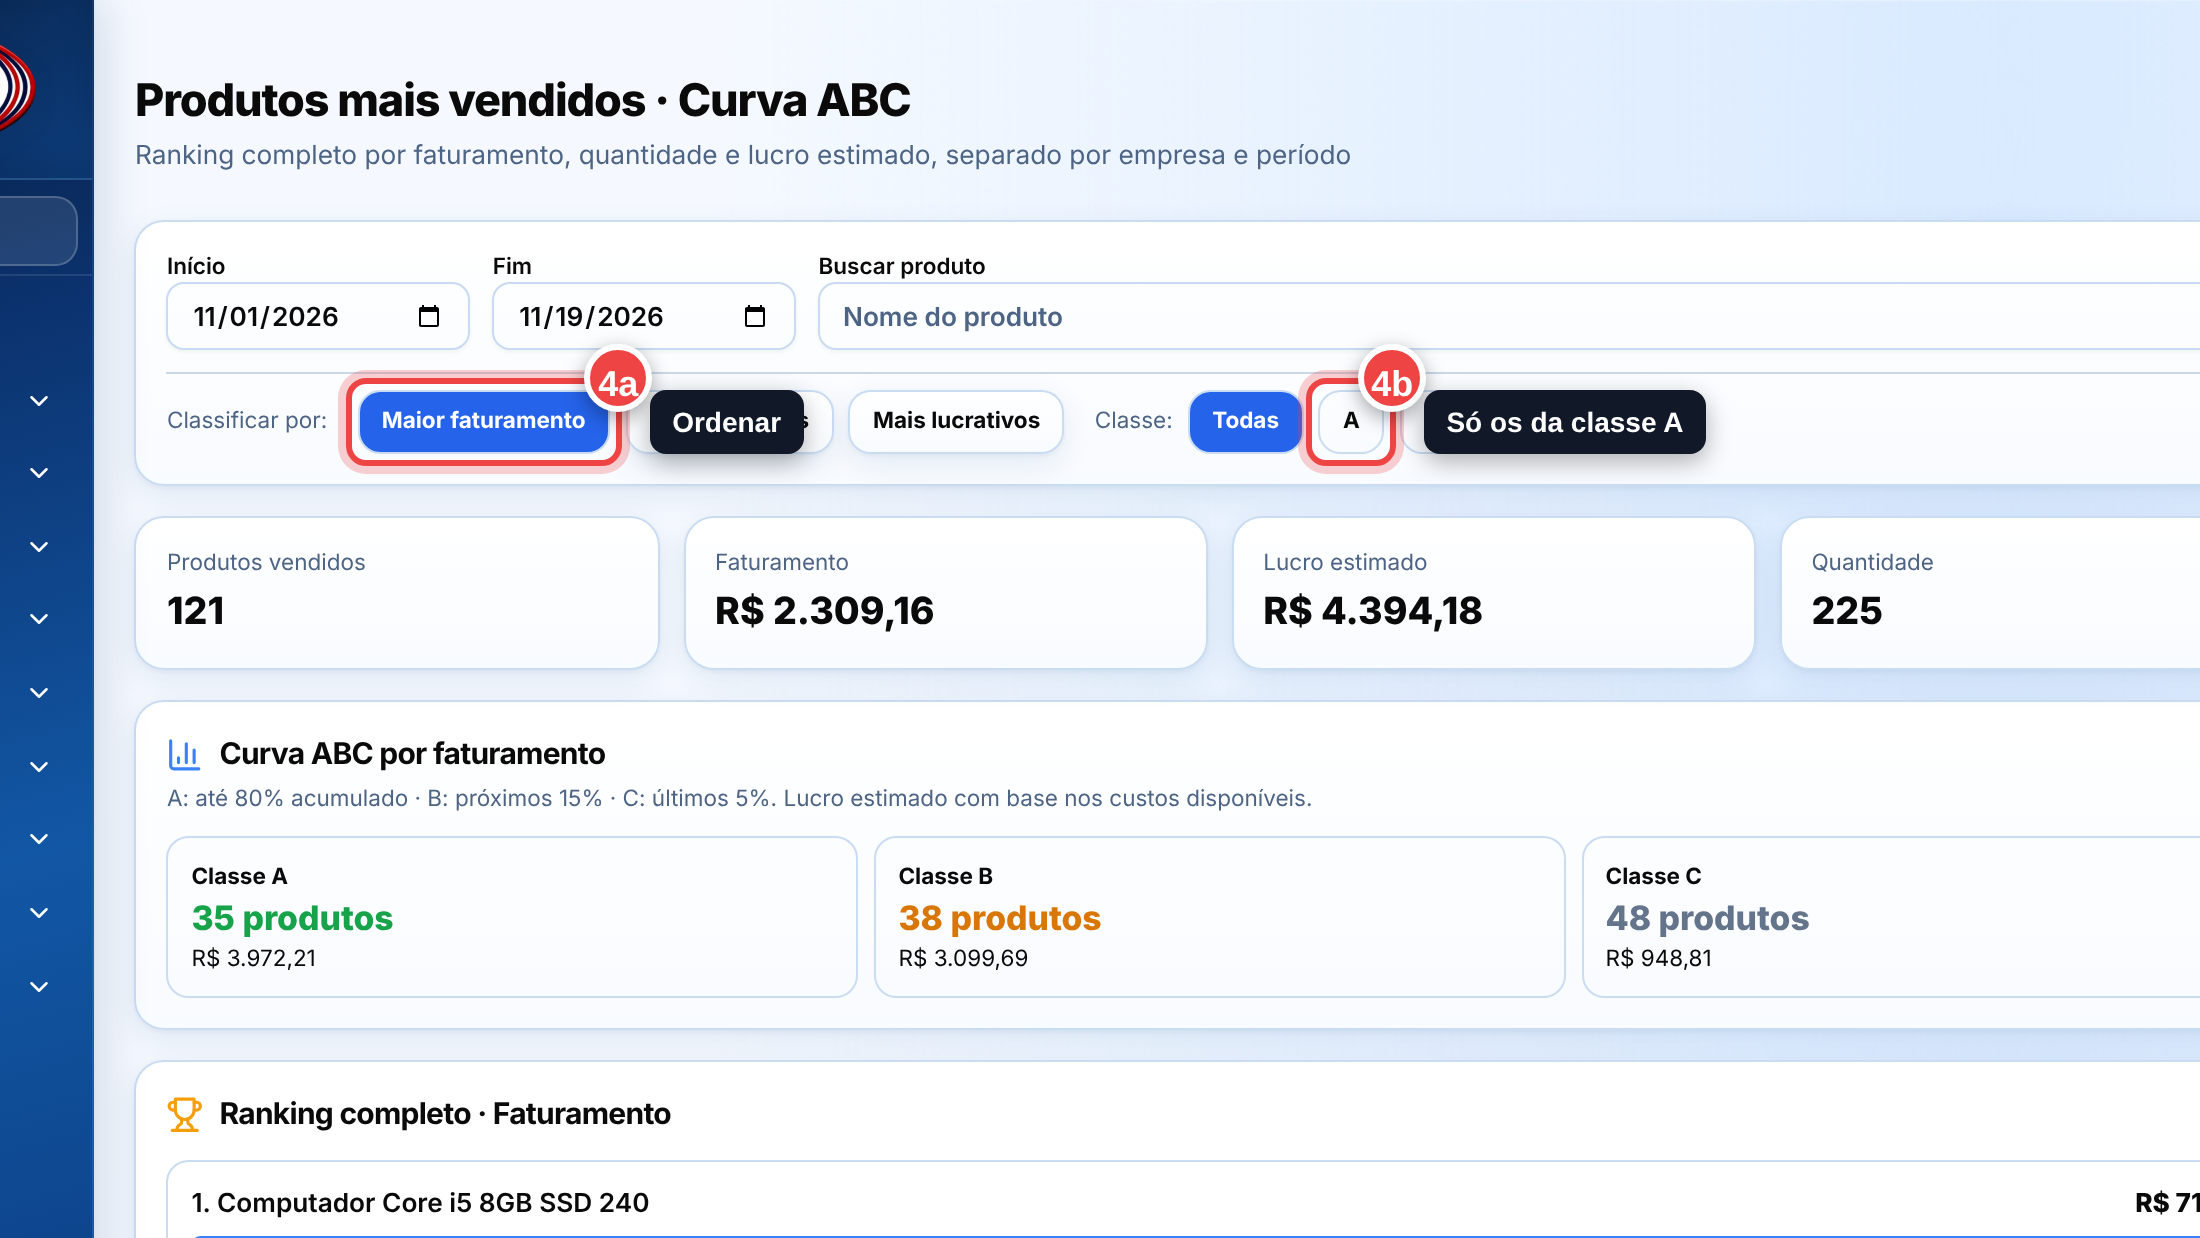 Produtos mais vendidos · Curva ABC
Ranking completo por faturamento, quantidade e lucro estimado, separado por empresa e período
Início
Fim
Buscar produto
11/01/2026
11/19/2026
Nome do produto
4a
4b
Classificar por:
Maior faturamento
Ordenar
Mais lucrativos
Classe:
Todas
A
Só os da classe A
Produtos vendidos
121
Faturamento
R$ 2.309,16
Lucro estimado
R$ 4.394,18
Quantidade
225
Curva ABC por faturamento
A: até 80% acumulado · B: próximos 15% · C: últimos 5%. Lucro estimado com base nos custos disponíveis.
Classe A
35 produtos
R$ 3.972,21
Classe B
38 produtos
R$ 3.099,69
Classe C
48 produtos
R$ 948,81
Ranking completo · Faturamento
1. Computador Core i5 8GB SSD 240
R$ 71